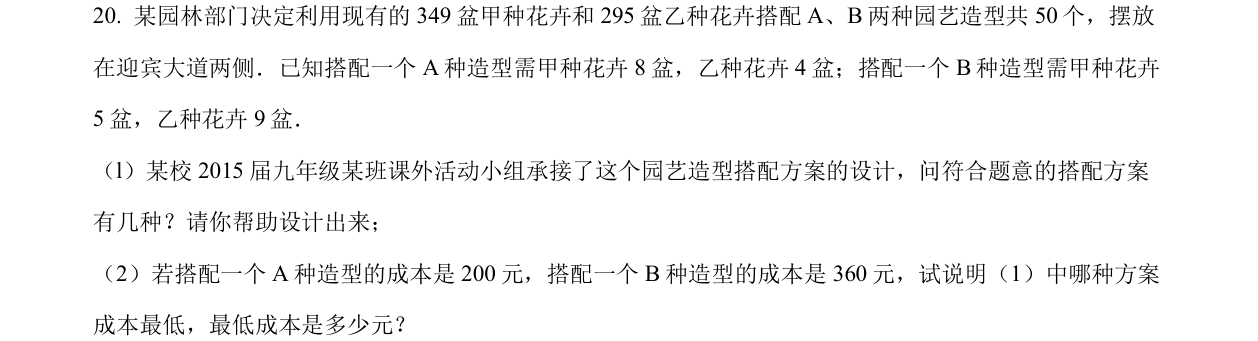 20. 某园林部门决定利用现有的 349 盆甲种花卉和 295 盆乙种花卉搭配 A、B 两种园艺造型共 50 个，摆放
在迎宾大道两侧．已知搭配一个 A 种造型需甲种花卉 8 盆，乙种花卉 4 盆；搭配一个 B 种造型需甲种花卉
5 盆，乙种花卉 9 盆．
（l）某校 2015 届九年级某班课外活动小组承接了这个园艺造型搭配方案的设计，问符合题意的搭配方案
有几种？请你帮助设计出来；
（2）若搭配一个 A 种造型的成本是 200 元，搭配一个 B 种造型的成本是 360 元，试说明（1）中哪种方案
成本最低，最低成本是多少元？